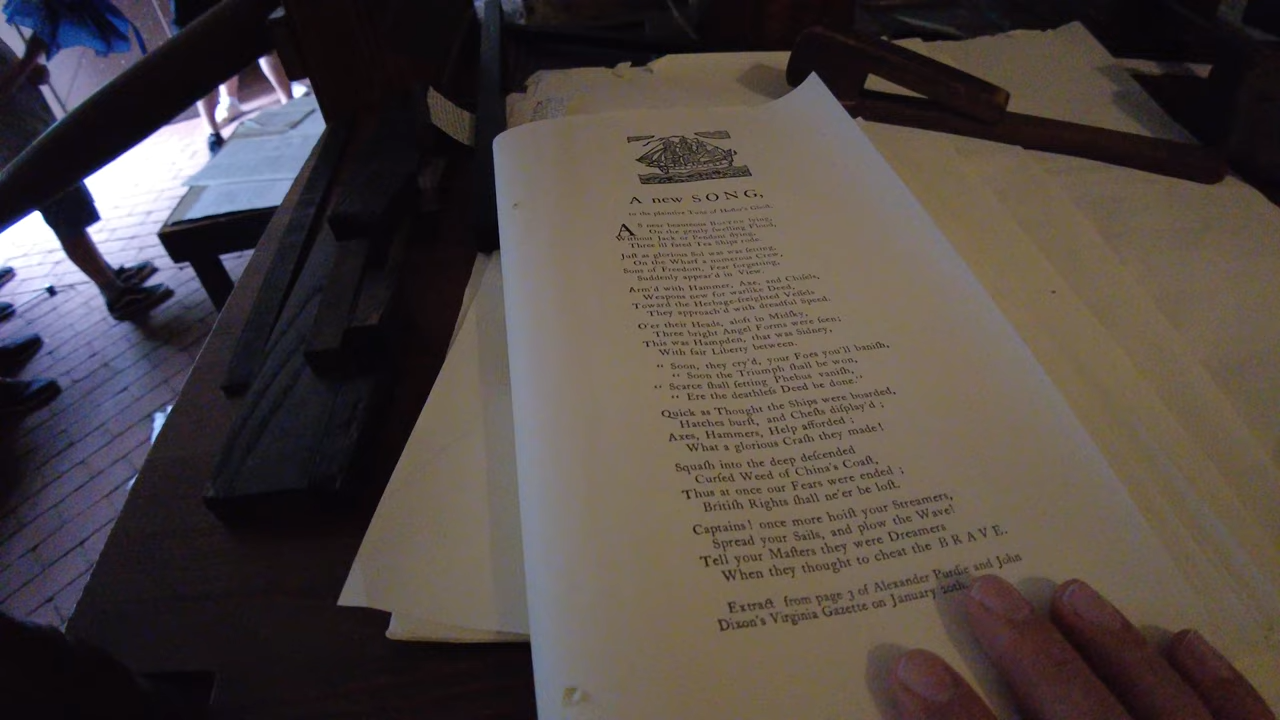 A new SONG,
to the plaintive Tune of Hosier's Ghost.
AS near beauteous BOSTON lying,
On the gently swelling Flood,
Without Jack or Pendant flying,
Three ill fated Tea Ships rode.
Juſt as glorious Sol was was ſetting,
On the Wharf a numerous Crew,
Sons of Freedom, Fear forgetting,
Suddenly appear'd in View.
Arm'd with Hammer, Axe, and Chiſels,
Weapons new for warlike Deed,
Toward the Herbage-freighted Veſſels
They approach'd with dreadful Speed.
O'er their Heads, aloft in Midſky,
Three bright Angel Forms were ſeen;
This was Hampden, that was Sidney,
With fair Liberty between.
“ Soon, they cry'd, your Foes you'll baniſh,
“ Soon the Triumph ſhall be won,
“ Scarce ſhall ſetting Phebus vaniſh,
“ Ere the deathleſs Deed be done.”
Quick as Thought the Ships were boarded,
Hatches burſt, and Cheſts diſplay'd ;
Axes, Hammers, Help afforded ;
What a glorious Craſh they made!
Squaſh into the deep deſcended
Curſed Weed of China's Coaſt,
Thus at once our Fears were ended ;
Britiſh Rights ſhall ne'er be loſt.
Captains! once more hoiſt your Streamers,
Spread your Sails, and plow the Wave!
Tell your Maſters they were Dreamers
When they thought to cheat the BRAVE.
Extract from page 3 of Alexander Purdie and John
Dixon's Virginia Gazette on January 20th,